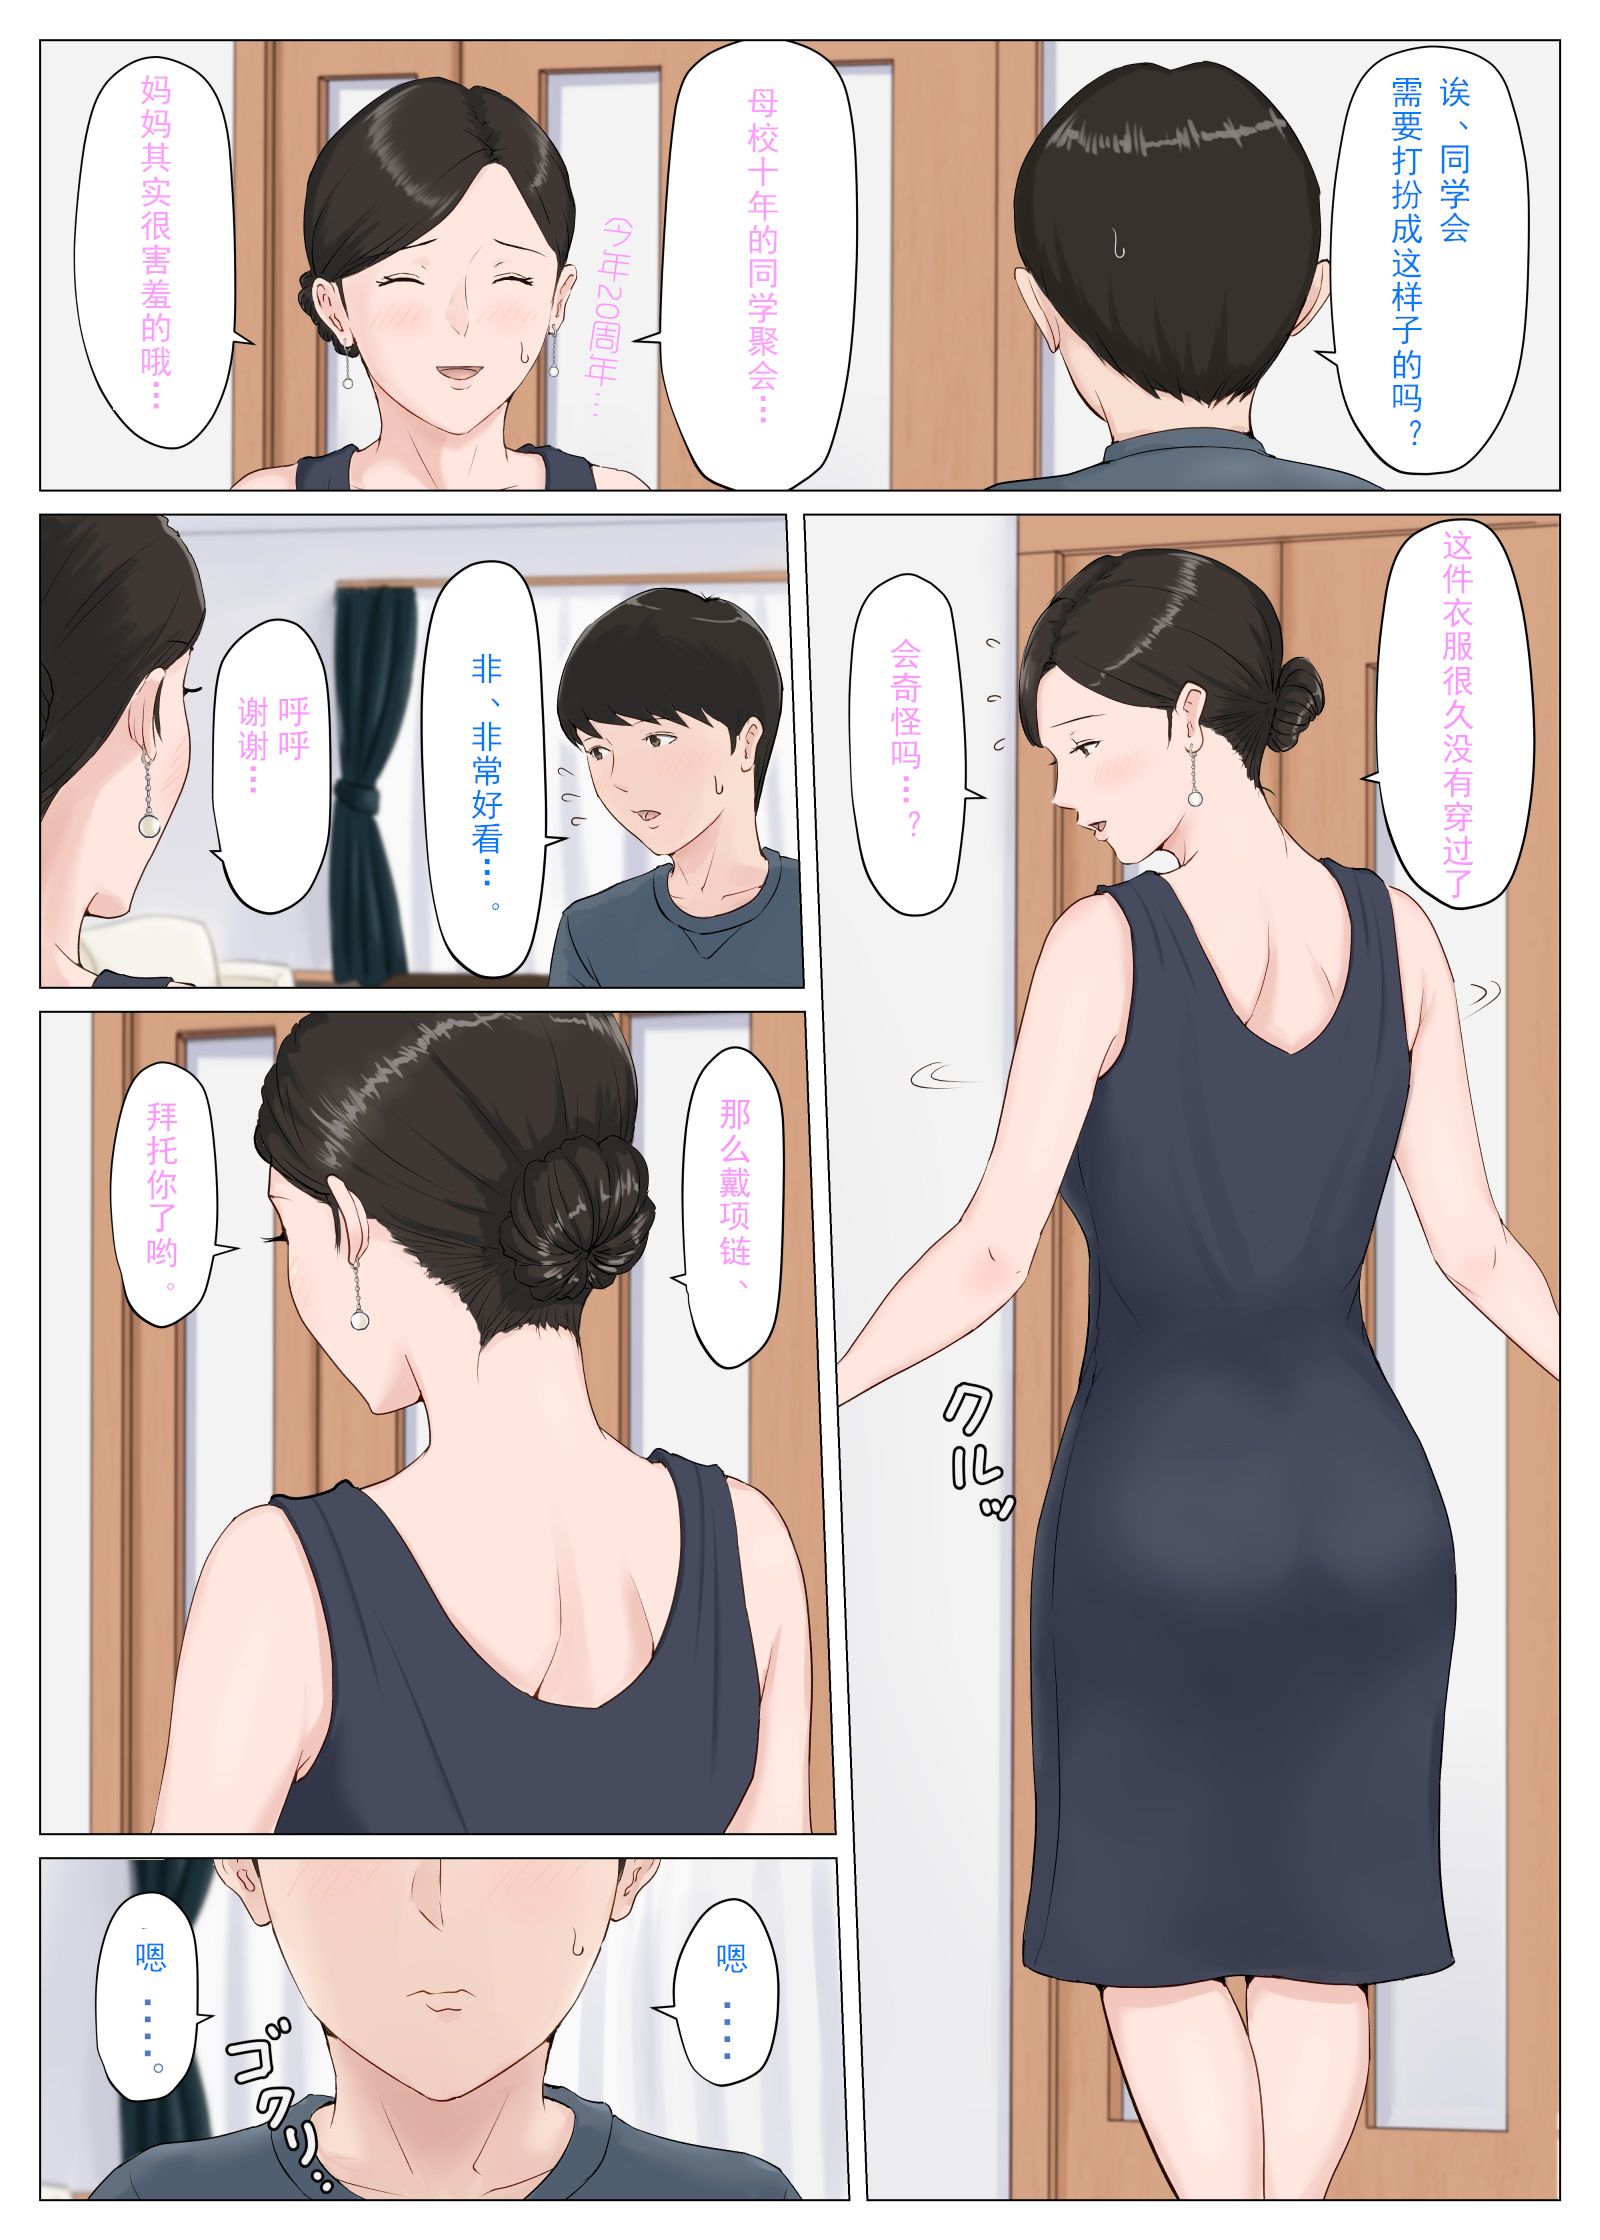 诶、同学会
需要打扮成这样子的吗？
母校十年的同学聚会…
今年20周年…
妈妈其实很害羞的哦…
这件衣服很久没有穿过了
会奇怪吗…？
クルッ
非、非常好看…。
呼呼
谢谢…
那么戴项链、
拜托你了哟。
嗯……
嗯……。
ゴクリ…